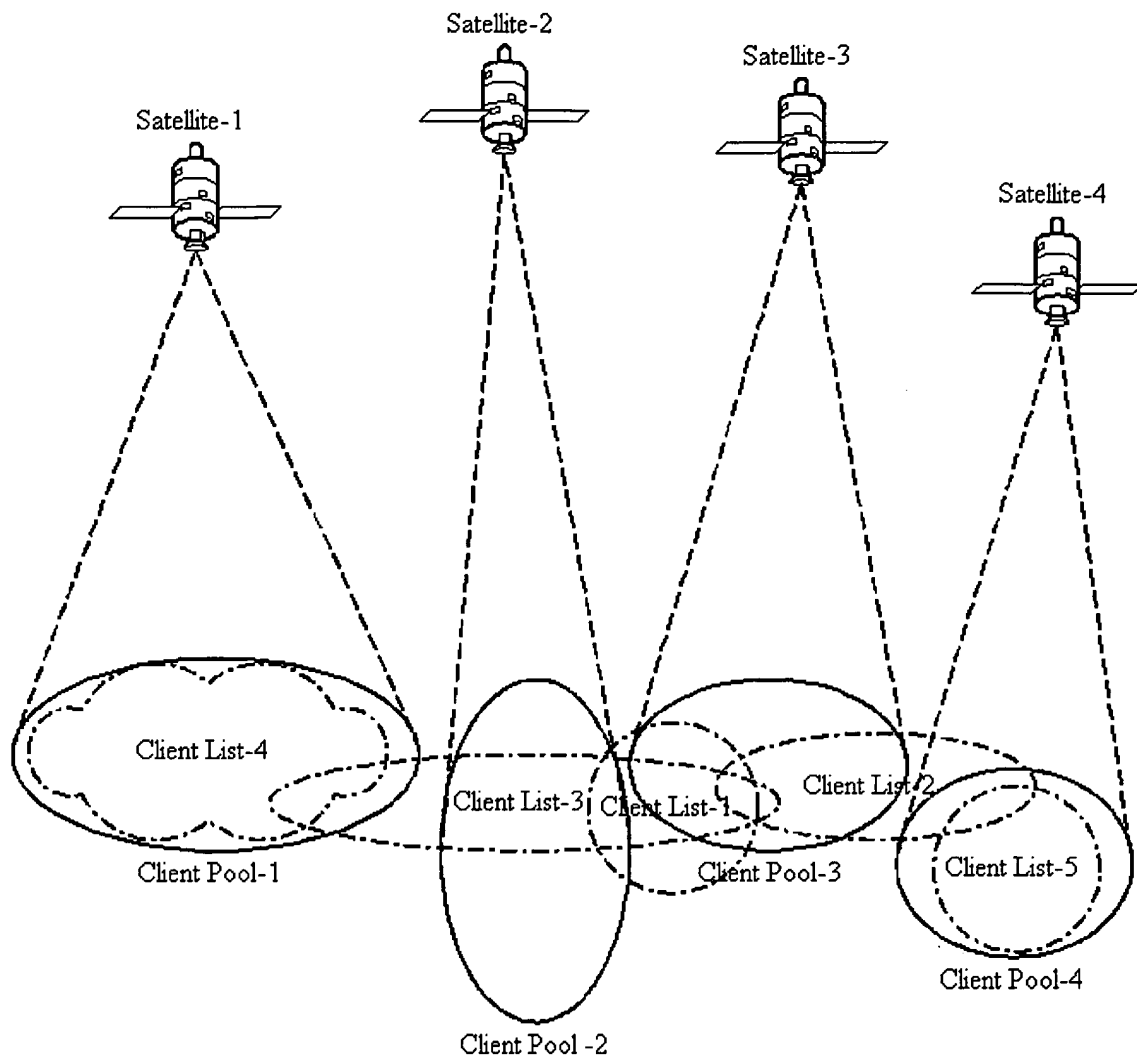 Satellite-2
Satellite-3
Satellite-1
Satellite-4
Client List-4
Client List-3
Client List-1
Client List-2
Client Pool-1
Client Pool-3
Client List-5
Client Pool-4
Client Pool -2